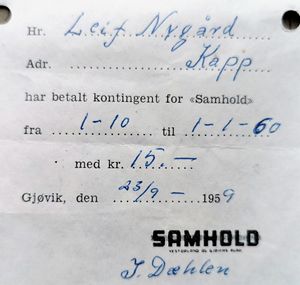 Hr. Leif Nygård
Adr. Kapp
har betalt kontingent for «Samhold»
fra 1-10 til 1-1-60
med kr. 15.—
Gjøvik, den 23/9 — 1959
SAMHOLD
J. Dæhlen